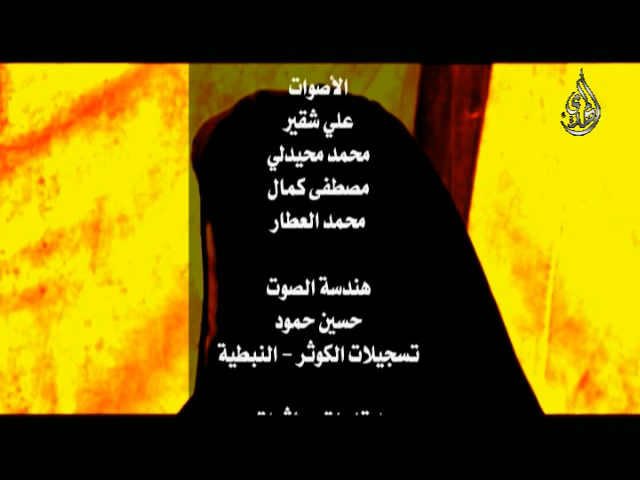 الأصوات
علي شقير
محمد محيدلي
مصطفى كمال
محمد العطار
هندسة الصوت
حسين حمود
تسجيلات الكوثر - النبطية